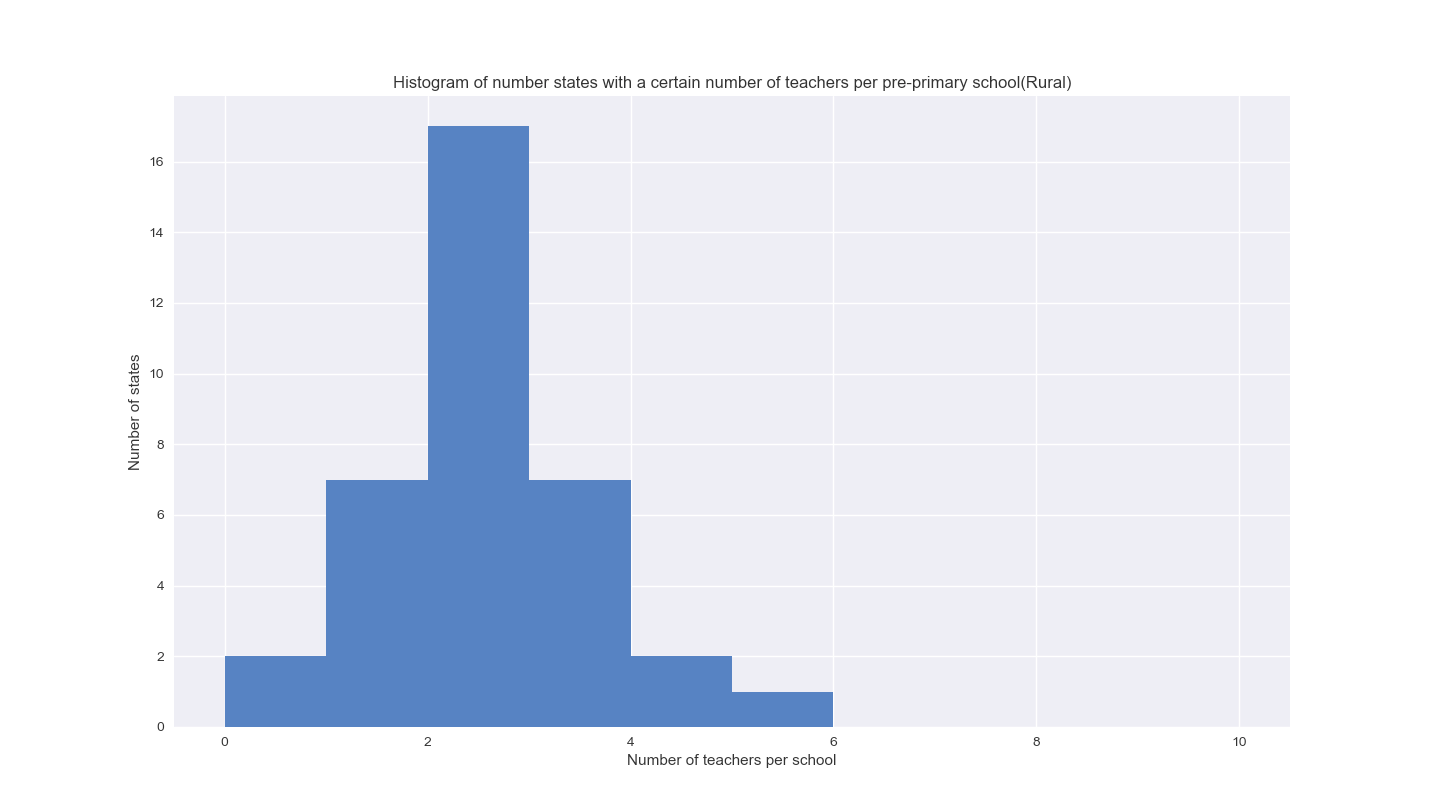 Histogram of number states with a certain number of teachers per pre-primary school(Rural)
16
14
12
10
8
6
4
2
0
Number of states
0 2 4 6 8 10
Number of teachers per school